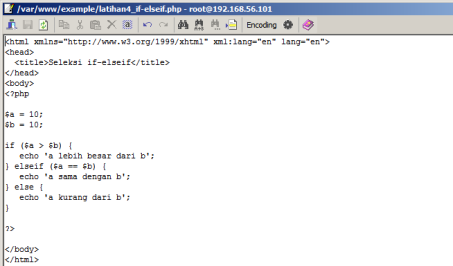 /var/www/example/latihan4_if-elseif.php - root@192.168.56.101
Encoding
<html xmlns="http://www.w3.org/1999/xhtml" xml:lang="en" lang="en">
<head>
  <title>Seleksi if-elseif</title>
</head>
<body>
<?php

$a = 10;
$b = 10;

if ($a > $b) {
   echo 'a lebih besar dari b';
} elseif ($a == $b) {
   echo 'a sama dengan b';
} else {
   echo 'a kurang dari b';
}

?>

</body>
</html>